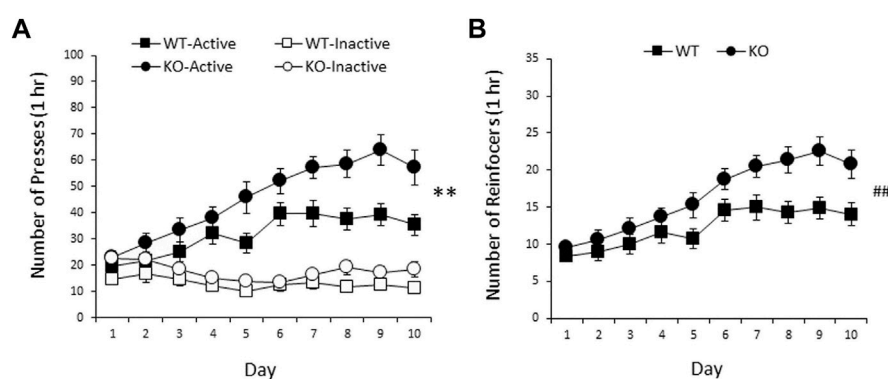 A
WT-Active
WT-Inactive
KO-Active
KO-Inactive
Number of Presses (1 hr)
100
90
80
70
60
50
40
30
20
10
0
1 2 3 4 5 6 7 8 9 10
Day
**
B
WT
KO
Number of Reinfocers (1 hr)
35
30
25
20
15
10
5
0
1 2 3 4 5 6 7 8 9 10
Day
##